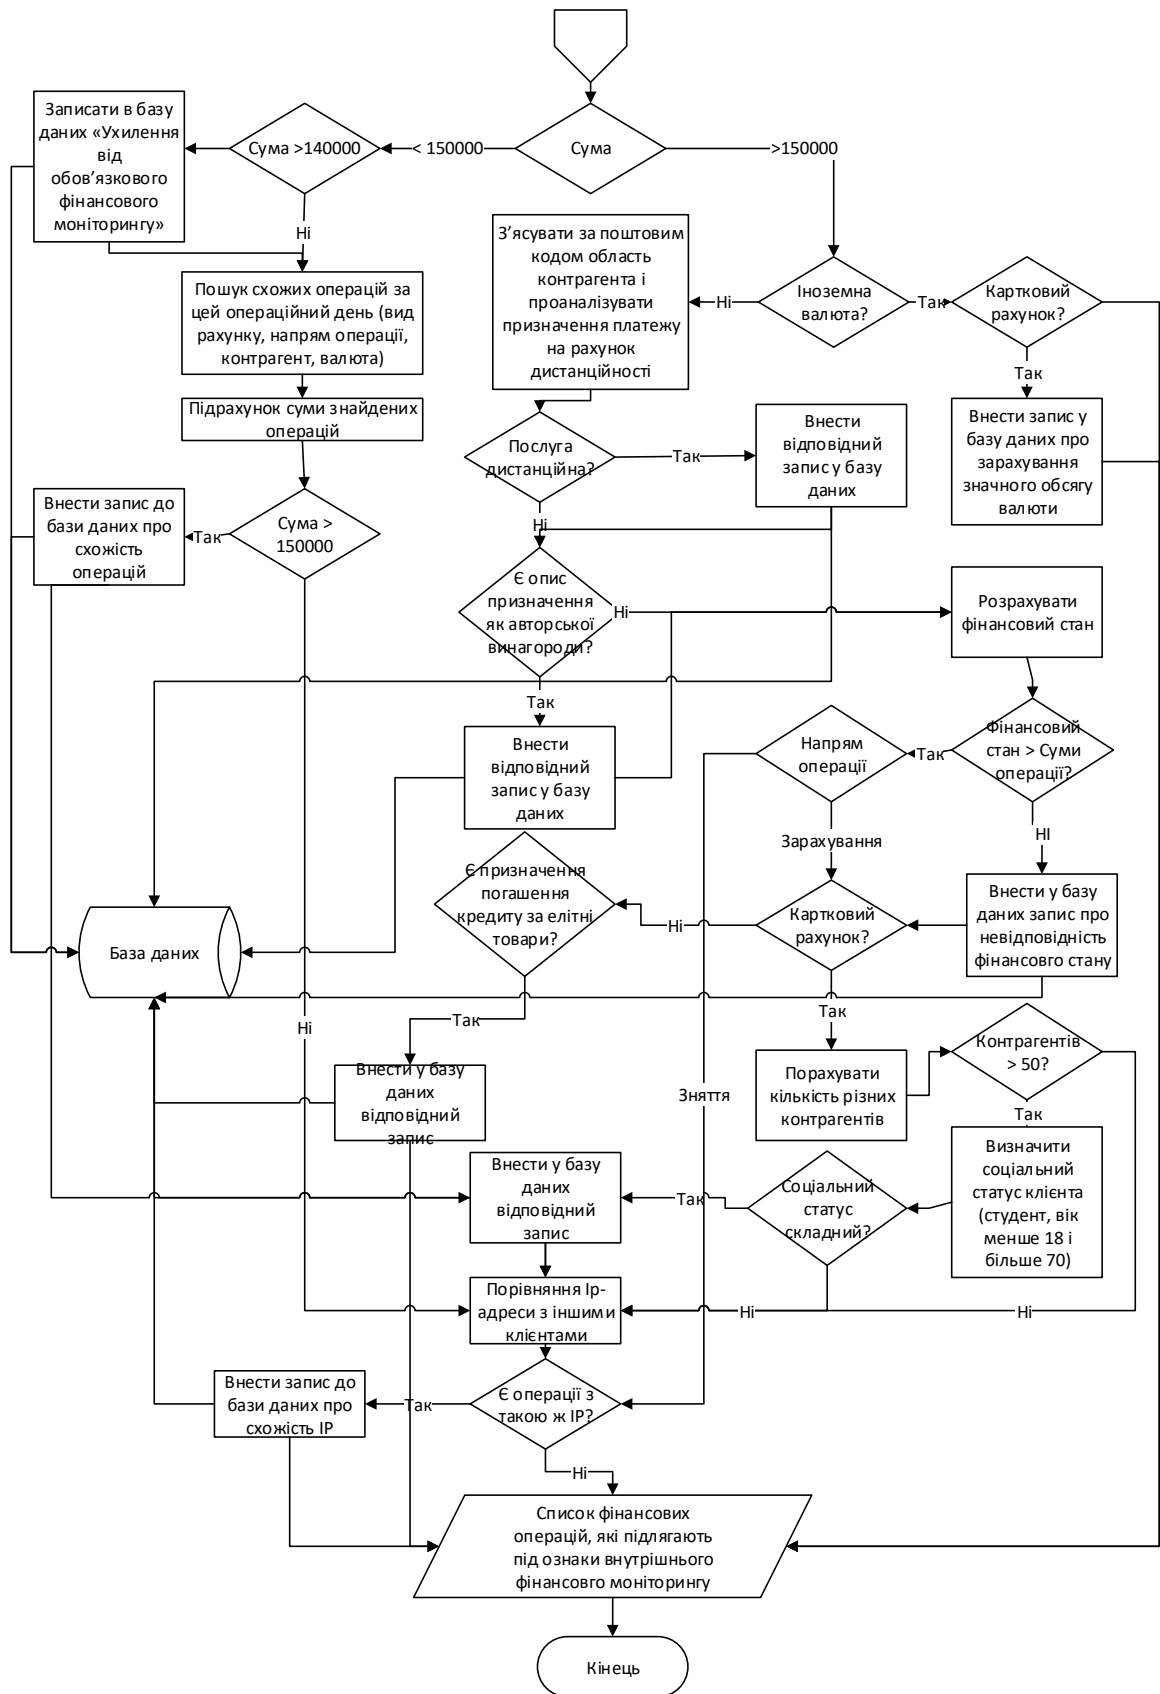 Записати в базу
даних «Ухилення
від
обов’язкового
фінансового
моніторингу»
Сума >140000
< 150000
Сума
>150000
Ні
З’ясувати за поштовим
кодом область
контрагента і
проаналізувати
призначення платежу
на рахунок
дистанційності
Ні
Іноземна
валюта?
Так
Картковий
рахунок?
Пошук схожих операцій за
цей операційний день (вид
рахунку, напрям операції,
контрагент, валюта)
Так
Підрахунок суми знайдених
операцій
Послуга
дистанційна?
Так
Внести
відповідний
запис у базу
даних
Внести запис у
базу даних про
зарахування
значного обсягу
валюти
Внести запис до
бази даних про
схожість
операцій
Так
Сума >
150000
Ні
Є опис
призначення
як авторської
винагороди?
Ні
Розрахувати
фінансовий стан
Так
Внести
відповідний
запис у базу
даних
Напрям
операції
Так
Фінансовий
стан > Суми
операції?
Зарахування
НІ
Є призначення
погашення
кредиту за елітні
товари?
Ні
Картковий
рахунок?
Внести у базу
даних запис про
невідповідність
фінансовго стану
База даних
Ні
Так
Так
Контрагентів
> 50?
Внести у базу
даних
відповідний
запис
Зняття
Порахувати
кількість різних
контрагентів
Так
Внести у базу
даних
відповідний
запис
Так
Соціальний
статус
складний?
Визначити
соціальний
статус клієнта
(студент, вік
менше 18 і
більше 70)
Порівняння Ip-
адреси з іншими
клієнтами
Ні
Ні
Внести запис до
бази даних про
схожість IP
Так
Є операції з
такою ж IP?
Ні
Список фінансових
операцій, які підлягають
під ознаки внутрішнього
фінансовго моніторингу
Кінець